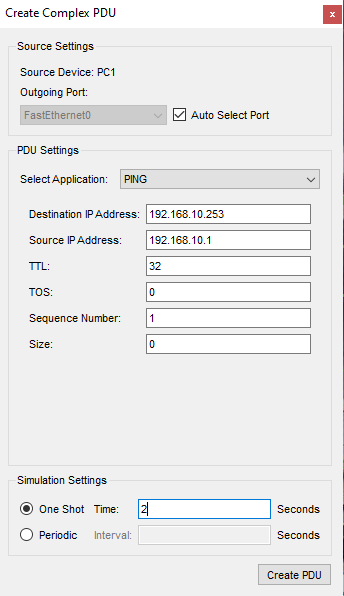 Create Complex PDU
x
Source Settings
Source Device: PC1
Outgoing Port:
FastEthernet0 Auto Select Port
PDU Settings
Select Application: PING
Destination IP Address: 192.168.10.253
Source IP Address: 192.168.10.1
TTL: 32
TOS: 0
Sequence Number: 1
Size: 0
Simulation Settings
One Shot Time: 2 Seconds
Periodic Interval: Seconds
Create PDU